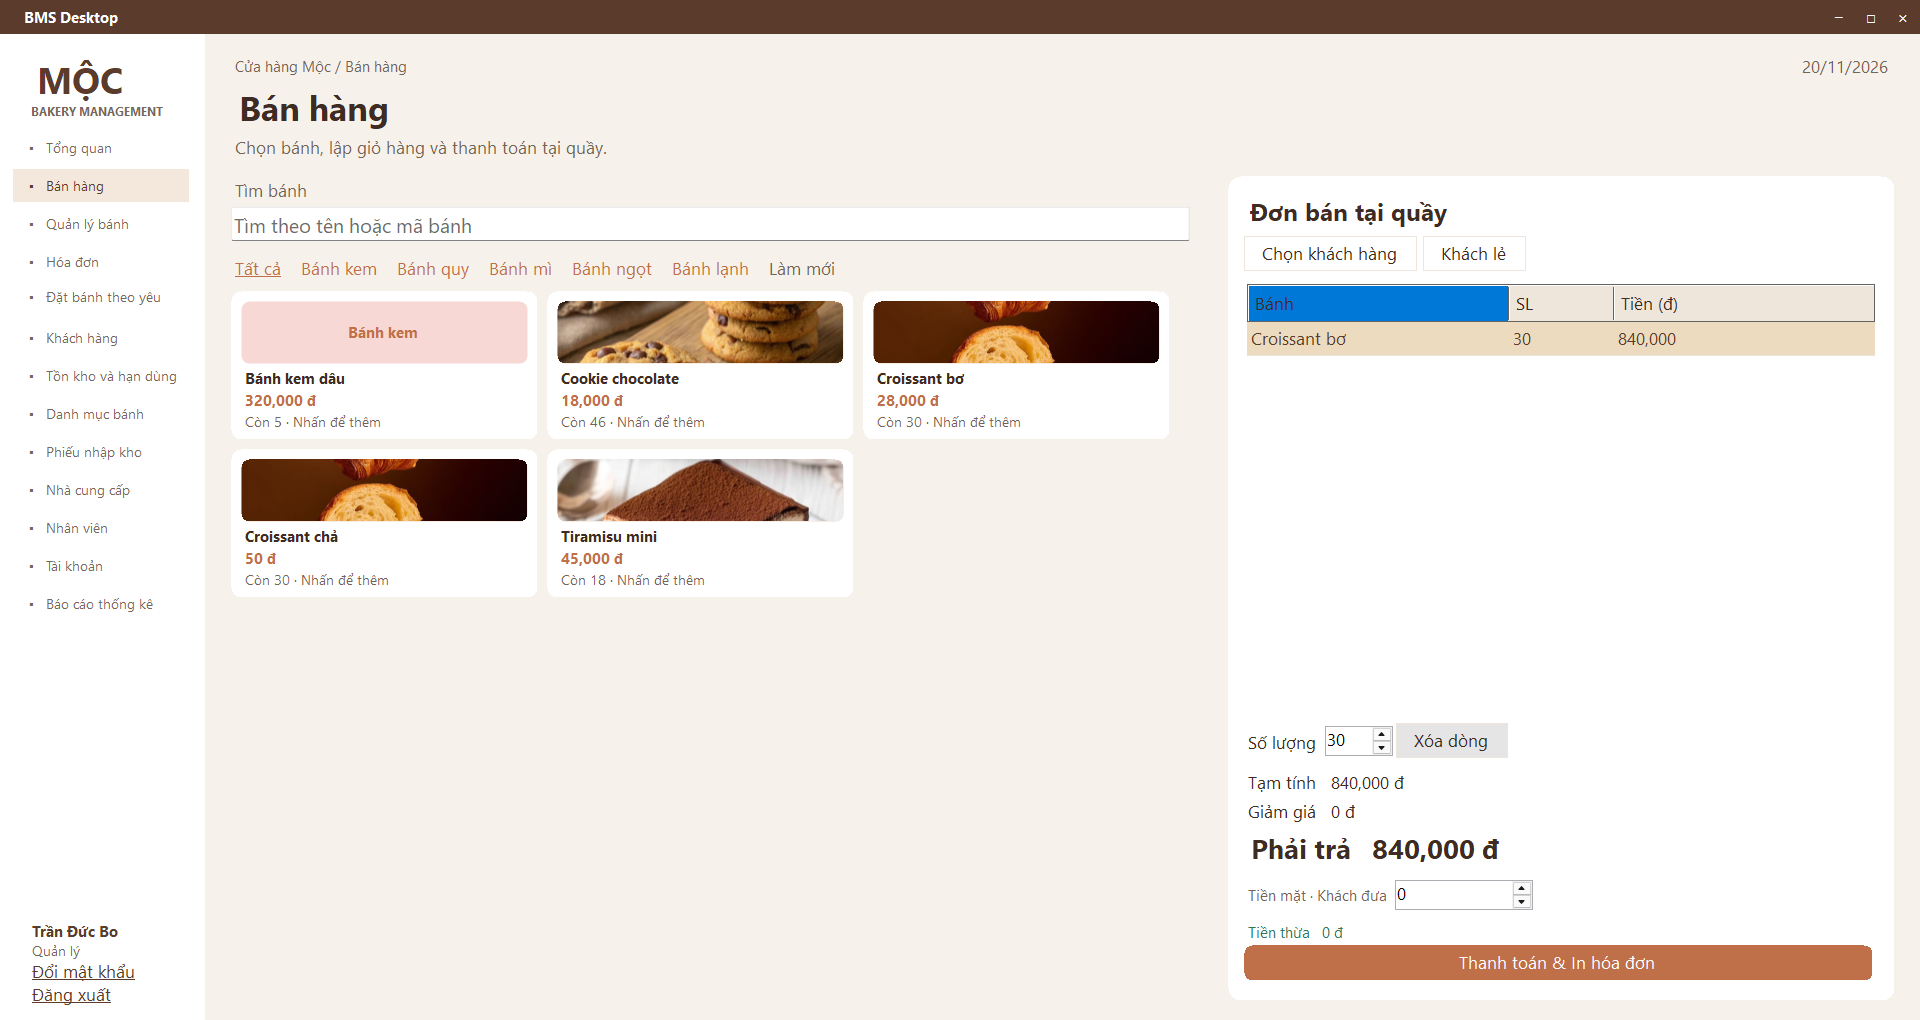 BMS Desktop
MỘC
BAKERY MANAGEMENT
Tổng quan
Bán hàng
Quản lý bánh
Hóa đơn
Đặt bánh theo yêu
Khách hàng
Tồn kho và hạn dùng
Danh mục bánh
Phiếu nhập kho
Nhà cung cấp
Nhân viên
Tài khoản
Báo cáo thống kê
Trần Đức Bo
Quản lý
Đổi mật khẩu
Đăng xuất
Cửa hàng Mộc / Bán hàng
20/11/2026
Bán hàng
Chọn bánh, lập giỏ hàng và thanh toán tại quầy.
Tìm bánh
Tìm theo tên hoặc mã bánh
Tất cả Bánh kem Bánh quy Bánh mì Bánh ngọt Bánh lạnh Làm mới
Bánh kem
Bánh kem dâu
320,000 đ
Còn 5 · Nhấn để thêm
Cookie chocolate
18,000 đ
Còn 46 · Nhấn để thêm
Croissant bơ
28,000 đ
Còn 30 · Nhấn để thêm
Croissant chả
50 đ
Còn 30 · Nhấn để thêm
Tiramisu mini
45,000 đ
Còn 18 · Nhấn để thêm
Đơn bán tại quầy
Chọn khách hàng Khách lẻ
Bánh SL Tiền (đ)
Croissant bơ 30 840,000
Số lượng 30 Xóa dòng
Tạm tính 840,000 đ
Giảm giá 0 đ
Phải trả 840,000 đ
Tiền mặt · Khách đưa 0
Tiền thừa 0 đ
Thanh toán & In hóa đơn